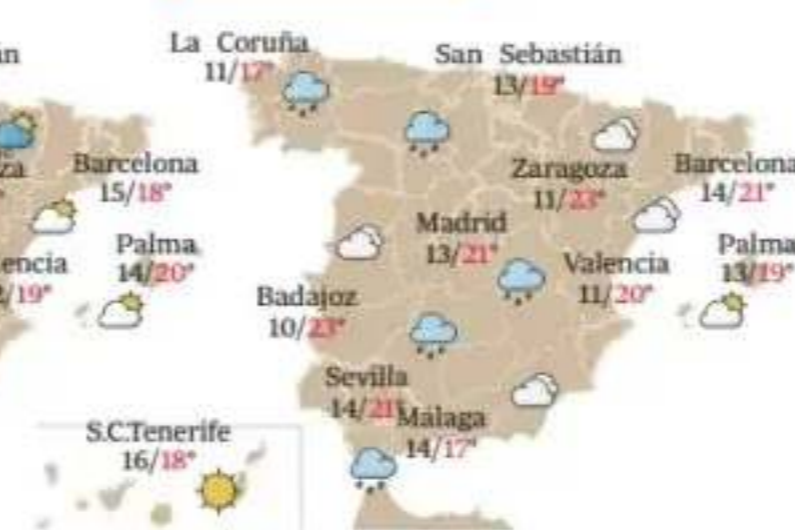 La Coruña
11/17°
San Sebastián
13/19°
Barcelona
15/18°
Zaragoza
11/23°
Barcelona
14/21°
Madrid
13/21°
Palma
14/20°
Valencia
11/20°
Palma
13/19°
encia
/19°
Badajoz
10/23°
Sevilla
14/21
Málaga
14/17°
S.C.Tenerife
16/18°